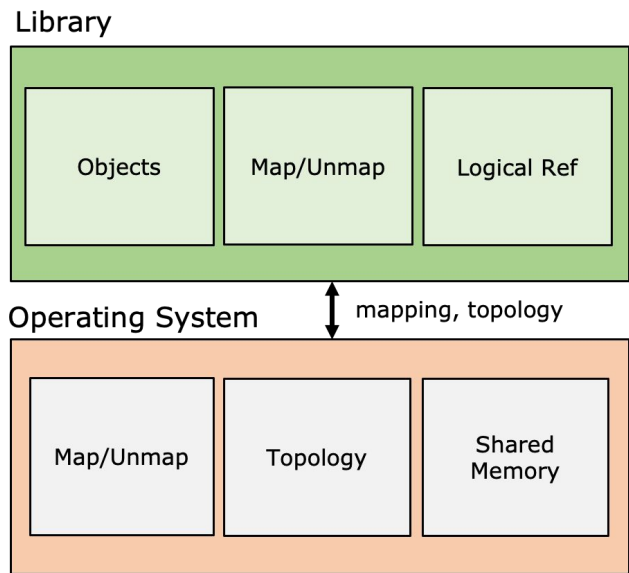 Library
Objects
Map/Unmap
Logical Ref
mapping, topology
Operating System
Map/Unmap
Topology
Shared
Memory